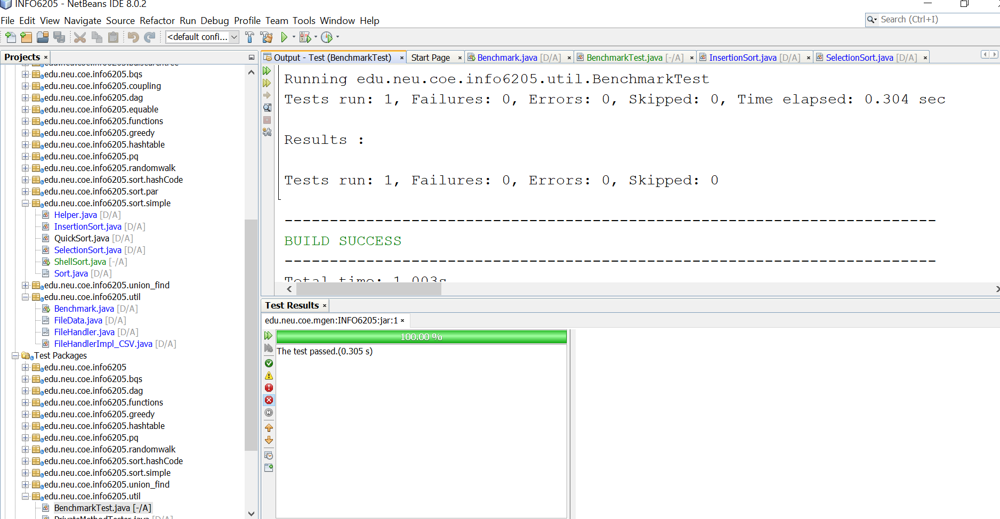 INFO6205 - NetBeans IDE 8.0.2
File Edit View Navigate Source Refactor Run Debug Profile Team Tools Window Help
Search (Ctrl+I)
<default confi...
Projects
edu.neu.coe.info6205.bqs
edu.neu.coe.info6205.coupling
edu.neu.coe.info6205.dag
edu.neu.coe.info6205.equable
edu.neu.coe.info6205.functions
edu.neu.coe.info6205.greedy
edu.neu.coe.info6205.hashtable
edu.neu.coe.info6205.pq
edu.neu.coe.info6205.randomwalk
edu.neu.coe.info6205.sort.hashCode
edu.neu.coe.info6205.sort.par
edu.neu.coe.info6205.sort.simple
Helper.java [D/A]
InsertionSort.java [D/A]
QuickSort.java [D/A]
SelectionSort.java [D/A]
ShellSort.java [-/A]
Sort.java [D/A]
edu.neu.coe.info6205.union_find
edu.neu.coe.info6205.util
Benchmark.java [D/A]
FileData.java [D/A]
FileHandler.java [D/A]
FileHandlerImpl_CSV.java [D/A]
Test Packages
edu.neu.coe.info6205
edu.neu.coe.info6205.bqs
edu.neu.coe.info6205.dag
edu.neu.coe.info6205.functions
edu.neu.coe.info6205.greedy
edu.neu.coe.info6205.hashtable
edu.neu.coe.info6205.pq
edu.neu.coe.info6205.randomwalk
edu.neu.coe.info6205.sort.hashCode
edu.neu.coe.info6205.sort.simple
edu.neu.coe.info6205.union_find
edu.neu.coe.info6205.util
BenchmarkTest.java [-/A]
PrivateMethodTester.java [D/A]
Output - Test (BenchmarkTest) Start Page Benchmark.java [D/A] BenchmarkTest.java [-/A] InsertionSort.java [D/A] SelectionSort.java [D/A]
Running edu.neu.coe.info6205.util.BenchmarkTest
Tests run: 1, Failures: 0, Errors: 0, Skipped: 0, Time elapsed: 0.304 sec
Results :
Tests run: 1, Failures: 0, Errors: 0, Skipped: 0
------------------------------------------------------------------------
BUILD SUCCESS
------------------------------------------------------------------------
Total time: 1.003s
Test Results
edu.neu.coe.mgen:INFO6205:jar:1
100.00 %
The test passed.(0.305 s)